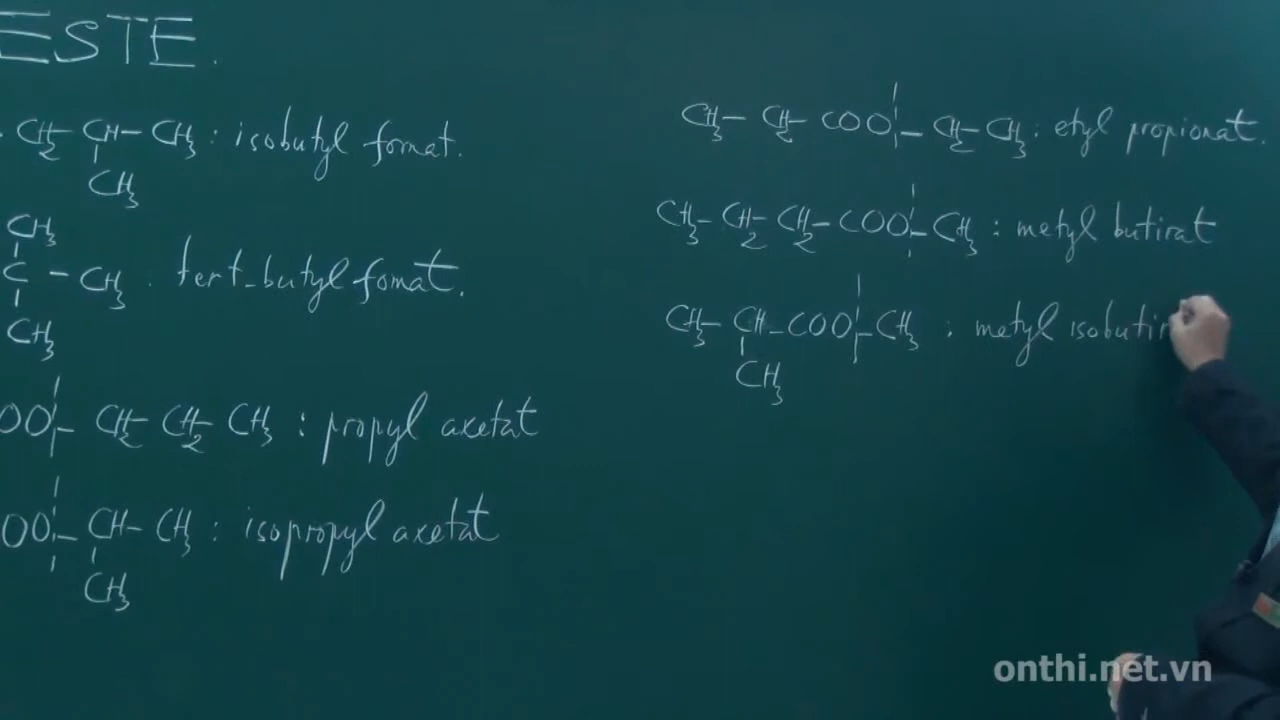 ESTE.
CH2 - CH - CH3 : isobutyl fomat.
CH3
CH3
C - CH3 . tert-butyl fomat.
CH3
OO - CH2 - CH2 - CH3 : propyl axetat
OO - CH - CH3 : isopropyl axetat
CH3
CH3 - CH2 - COO - CH2 - CH3 : etyl propionat.
CH3 - CH2 - CH2 - COO - CH3 : metyl butirat
CH3 - CH - COO - CH3 : metyl isobutir
CH3
onthi.net.vn